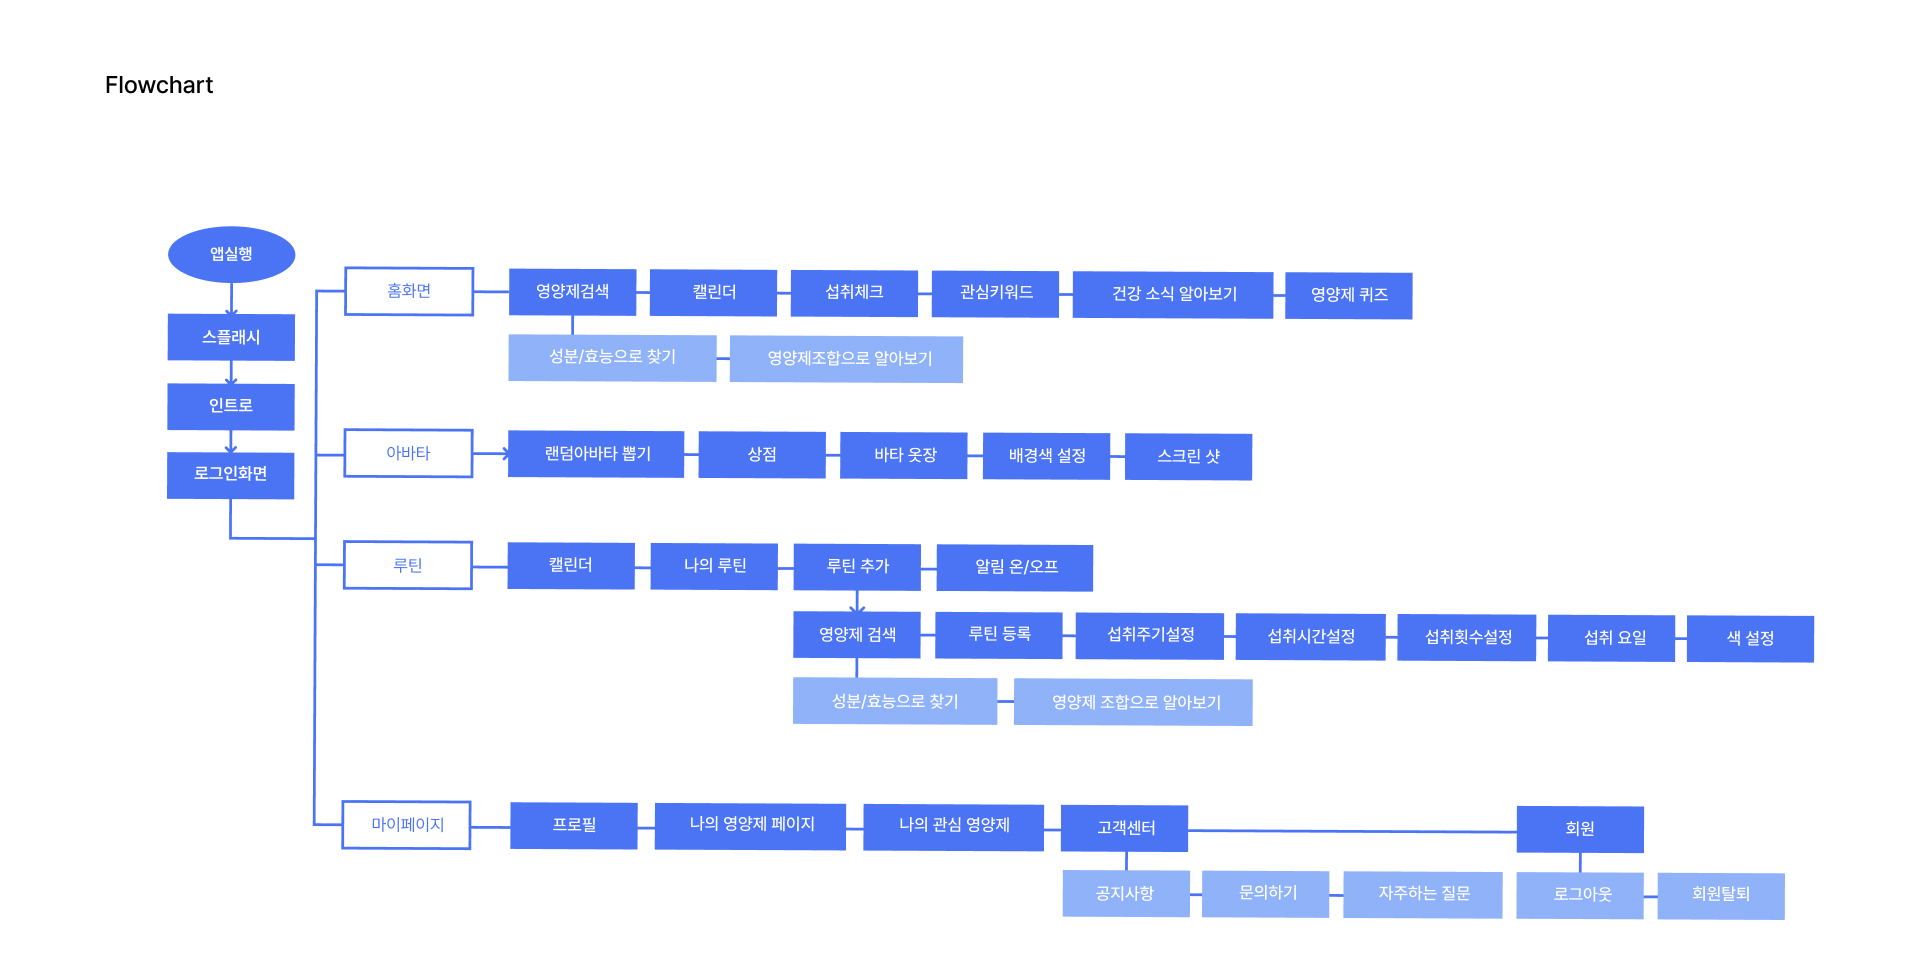 Flowchart
앱실행
스플래시
인트로
로그인화면
홈화면
영양제검색
캘린더
섭취체크
관심키워드
건강 소식 알아보기
영양제 퀴즈
성분/효능으로 찾기
영양제조합으로 알아보기
아바타
랜덤아바타 뽑기
상점
바타 옷장
배경색 설정
스크린 샷
루틴
캘린더
나의 루틴
루틴 추가
알림 온/오프
영양제 검색
루틴 등록
섭취주기설정
섭취시간설정
섭취횟수설정
섭취 요일
색 설정
성분/효능으로 찾기
영양제 조합으로 알아보기
마이페이지
프로필
나의 영양제 페이지
나의 관심 영양제
고객센터
회원
공지사항
문의하기
자주하는 질문
로그아웃
회원탈퇴